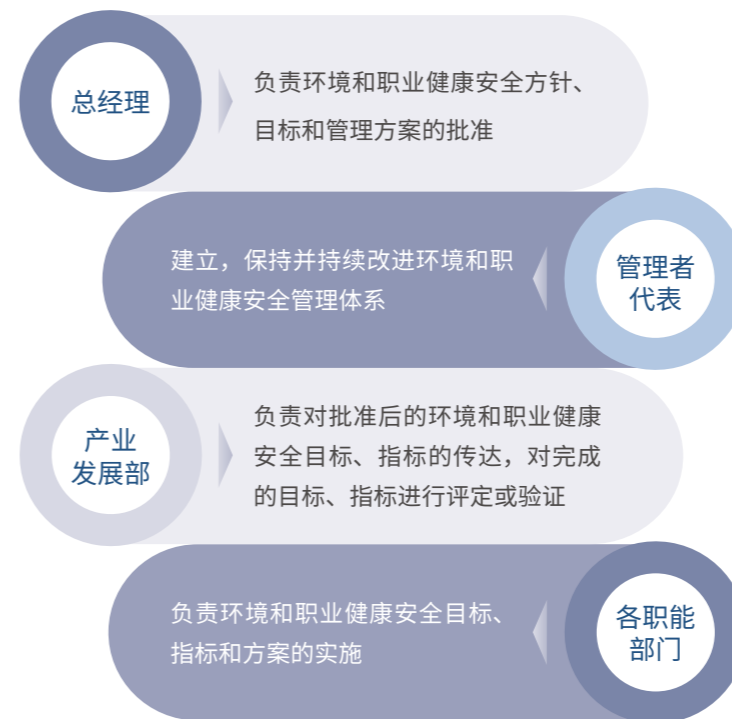 总经理
负责环境和职业健康安全方针、
目标和管理方案的批准
建立，保持并持续改进环境和职
业健康安全管理体系
管理者
代表
产业
发展部
负责对批准后的环境和职业健康
安全目标、指标的传达，对完成
的目标、指标进行评定或验证
负责环境和职业健康安全目标、
指标和方案的实施
各职能
部门